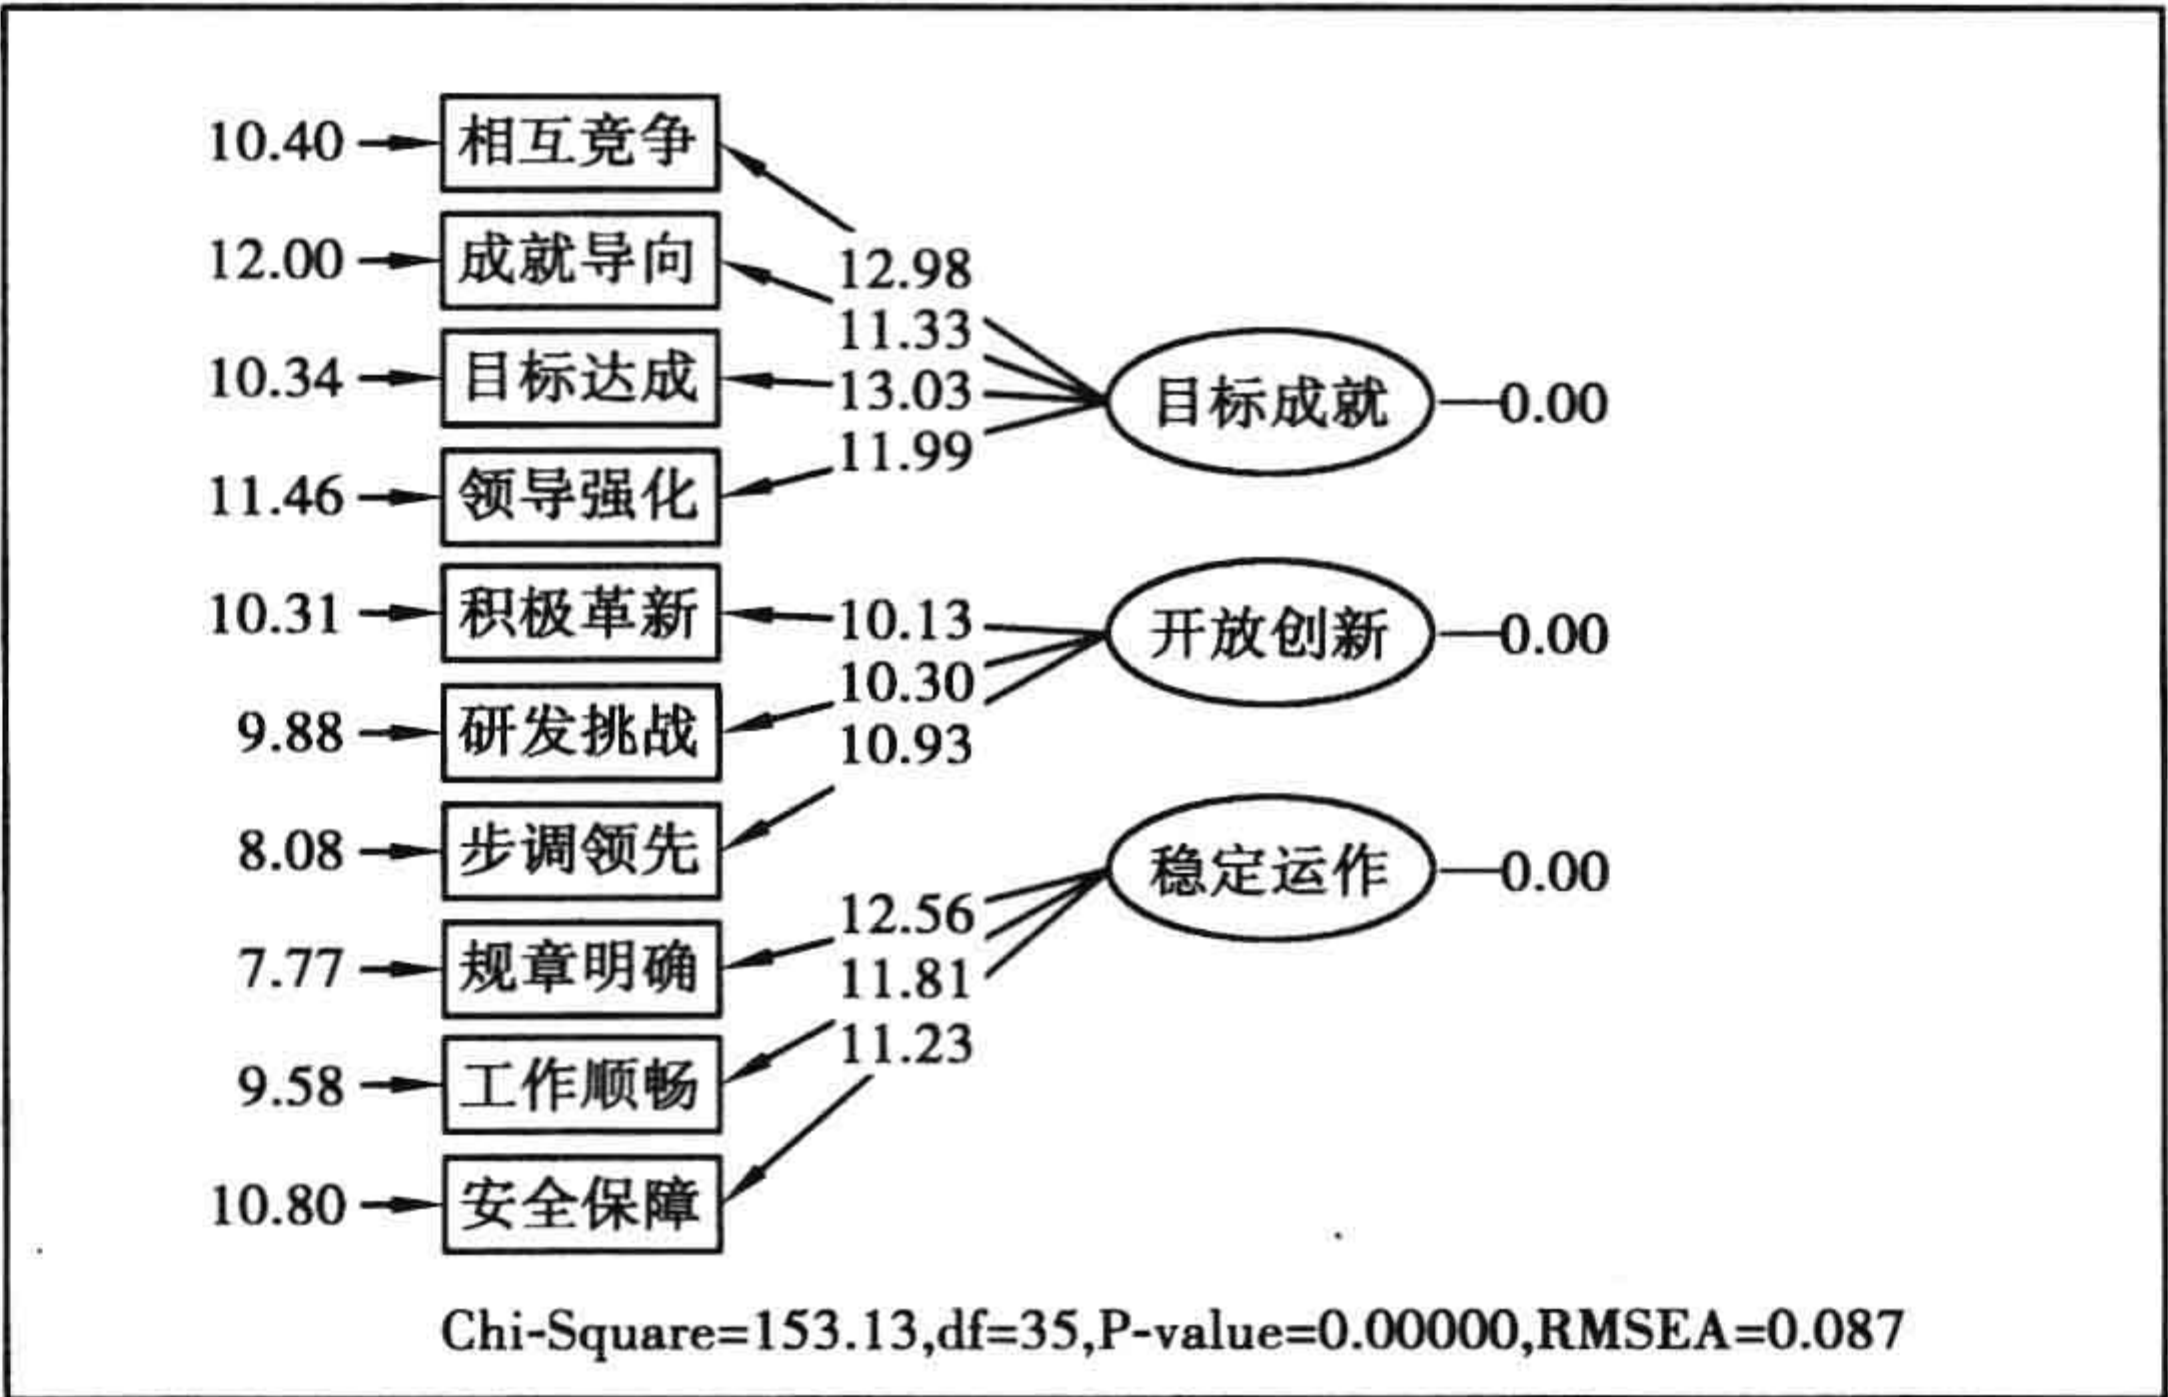 10.40 相互竞争
12.00 成就导向
10.34 目标达成
11.46 领导强化
10.31 积极革新
9.88 研发挑战
8.08 步调领先
7.77 规章明确
9.58 工作顺畅
10.80 安全保障
12.98
11.33
13.03
11.99
目标成就 0.00
10.13
10.30
10.93
开放创新 0.00
12.56
11.81
11.23
稳定运作 0.00
Chi-Square=153.13,df=35,P-value=0.00000,RMSEA=0.087